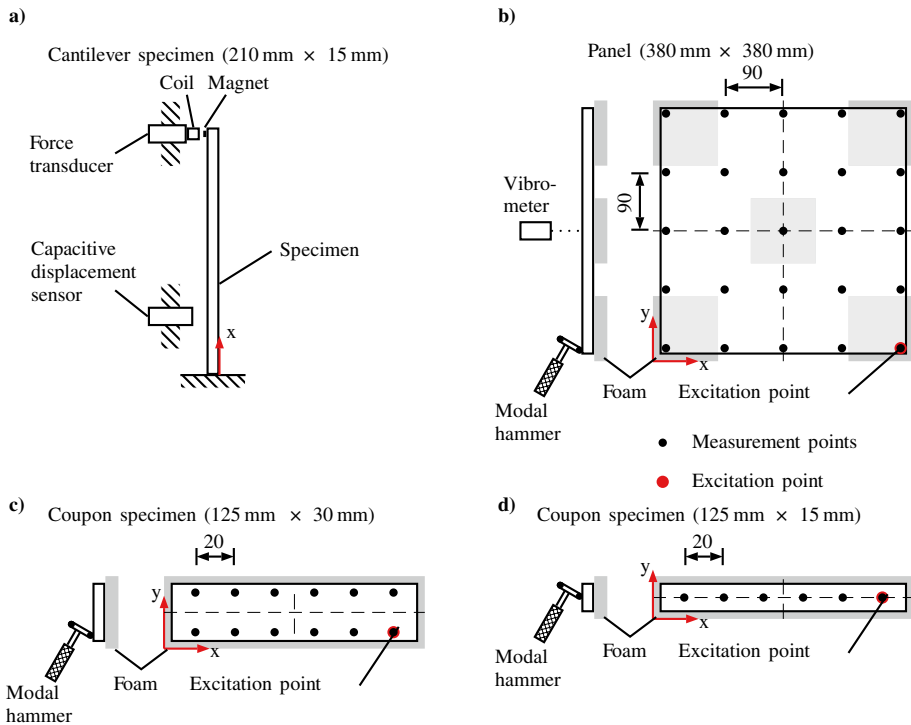 a)
Cantilever specimen (210 mm × 15 mm)
Coil Magnet
Force
transducer
Capacitive
displacement
sensor
Specimen
x
b)
Panel (380 mm × 380 mm)
90
90
Vibro-
meter
y
x
Foam Excitation point
Modal
hammer
Measurement points
Excitation point
c)
Coupon specimen (125 mm × 30 mm)
20
y
x
Foam Excitation point
Modal
hammer
d)
Coupon specimen (125 mm × 15 mm)
20
y
x
Foam Excitation point
Modal
hammer